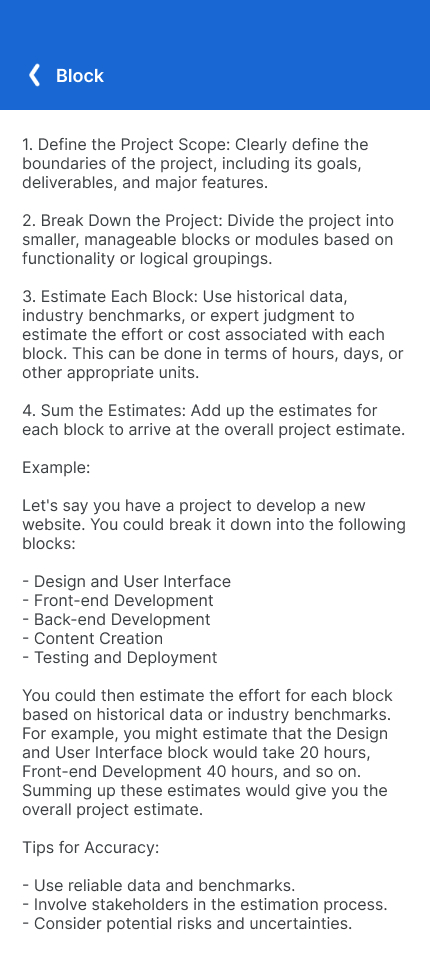 Block
1. Define the Project Scope: Clearly define the
boundaries of the project, including its goals,
deliverables, and major features.
2. Break Down the Project: Divide the project into
smaller, manageable blocks or modules based on
functionality or logical groupings.
3. Estimate Each Block: Use historical data,
industry benchmarks, or expert judgment to
estimate the effort or cost associated with each
block. This can be done in terms of hours, days, or
other appropriate units.
4. Sum the Estimates: Add up the estimates for
each block to arrive at the overall project estimate.
Example:
Let's say you have a project to develop a new
website. You could break it down into the following
blocks:
- Design and User Interface
- Front-end Development
- Back-end Development
- Content Creation
- Testing and Deployment
You could then estimate the effort for each block
based on historical data or industry benchmarks.
For example, you might estimate that the Design
and User Interface block would take 20 hours,
Front-end Development 40 hours, and so on.
Summing up these estimates would give you the
overall project estimate.
Tips for Accuracy:
- Use reliable data and benchmarks.
- Involve stakeholders in the estimation process.
- Consider potential risks and uncertainties.